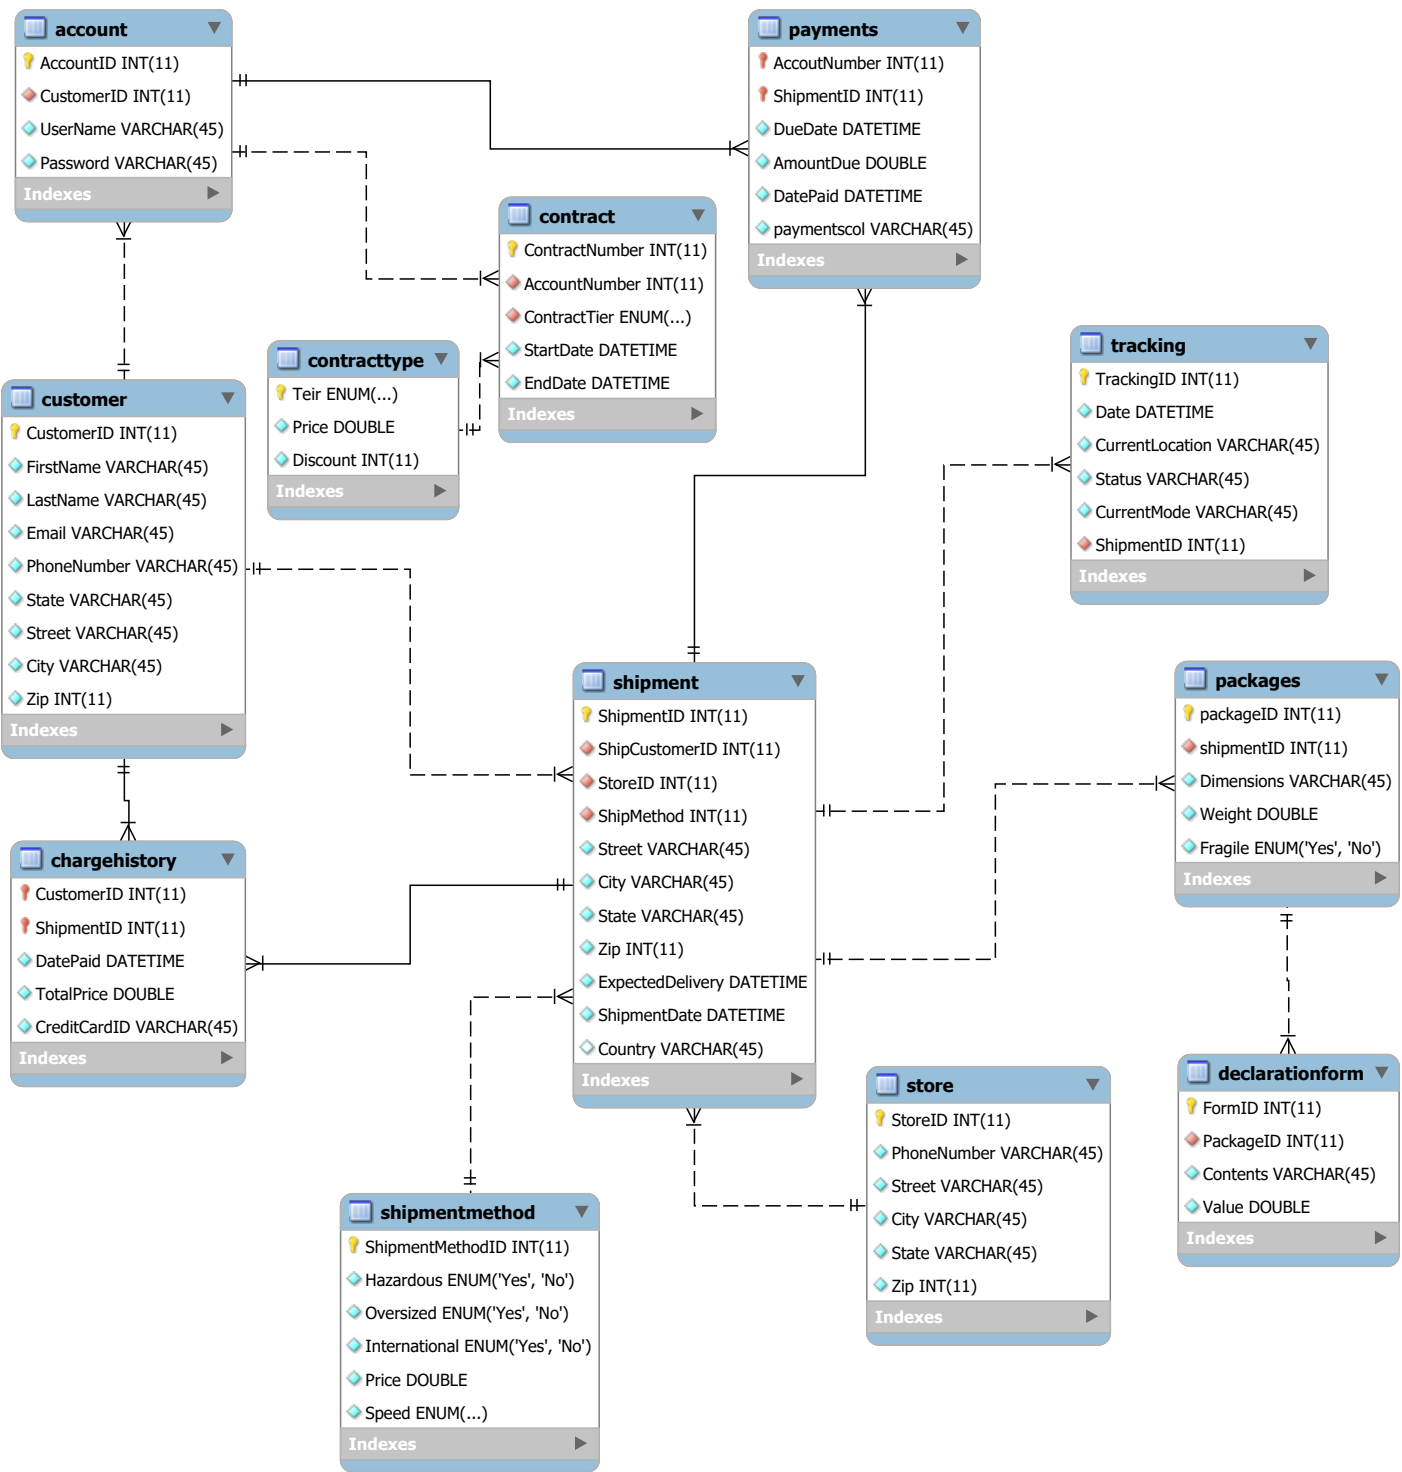 account
AccountID INT(11)
CustomerID INT(11)
UserName VARCHAR(45)
Password VARCHAR(45)
Indexes
payments
AccoutNumber INT(11)
ShipmentID INT(11)
DueDate DATETIME
AmountDue DOUBLE
DatePaid DATETIME
paymentscol VARCHAR(45)
Indexes
contract
ContractNumber INT(11)
AccountNumber INT(11)
ContractTier ENUM(...)
StartDate DATETIME
EndDate DATETIME
Indexes
contracttype
Teir ENUM(...)
Price DOUBLE
Discount INT(11)
Indexes
tracking
TrackingID INT(11)
Date DATETIME
CurrentLocation VARCHAR(45)
Status VARCHAR(45)
CurrentMode VARCHAR(45)
ShipmentID INT(11)
Indexes
customer
CustomerID INT(11)
FirstName VARCHAR(45)
LastName VARCHAR(45)
Email VARCHAR(45)
PhoneNumber VARCHAR(45)
State VARCHAR(45)
Street VARCHAR(45)
City VARCHAR(45)
Zip INT(11)
Indexes
shipment
ShipmentID INT(11)
ShipCustomerID INT(11)
StoreID INT(11)
ShipMethod INT(11)
Street VARCHAR(45)
City VARCHAR(45)
State VARCHAR(45)
Zip INT(11)
ExpectedDelivery DATETIME
ShipmentDate DATETIME
Country VARCHAR(45)
Indexes
packages
packageID INT(11)
shipmentID INT(11)
Dimensions VARCHAR(45)
Weight DOUBLE
Fragile ENUM('Yes', 'No')
Indexes
chargehistory
CustomerID INT(11)
ShipmentID INT(11)
DatePaid DATETIME
TotalPrice DOUBLE
CreditCardID VARCHAR(45)
Indexes
store
StoreID INT(11)
PhoneNumber VARCHAR(45)
Street VARCHAR(45)
City VARCHAR(45)
State VARCHAR(45)
Zip INT(11)
Indexes
declarationform
FormID INT(11)
PackageID INT(11)
Contents VARCHAR(45)
Value DOUBLE
Indexes
shipmentmethod
ShipmentMethodID INT(11)
Hazardous ENUM('Yes', 'No')
Oversized ENUM('Yes', 'No')
International ENUM('Yes', 'No')
Price DOUBLE
Speed ENUM(...)
Indexes